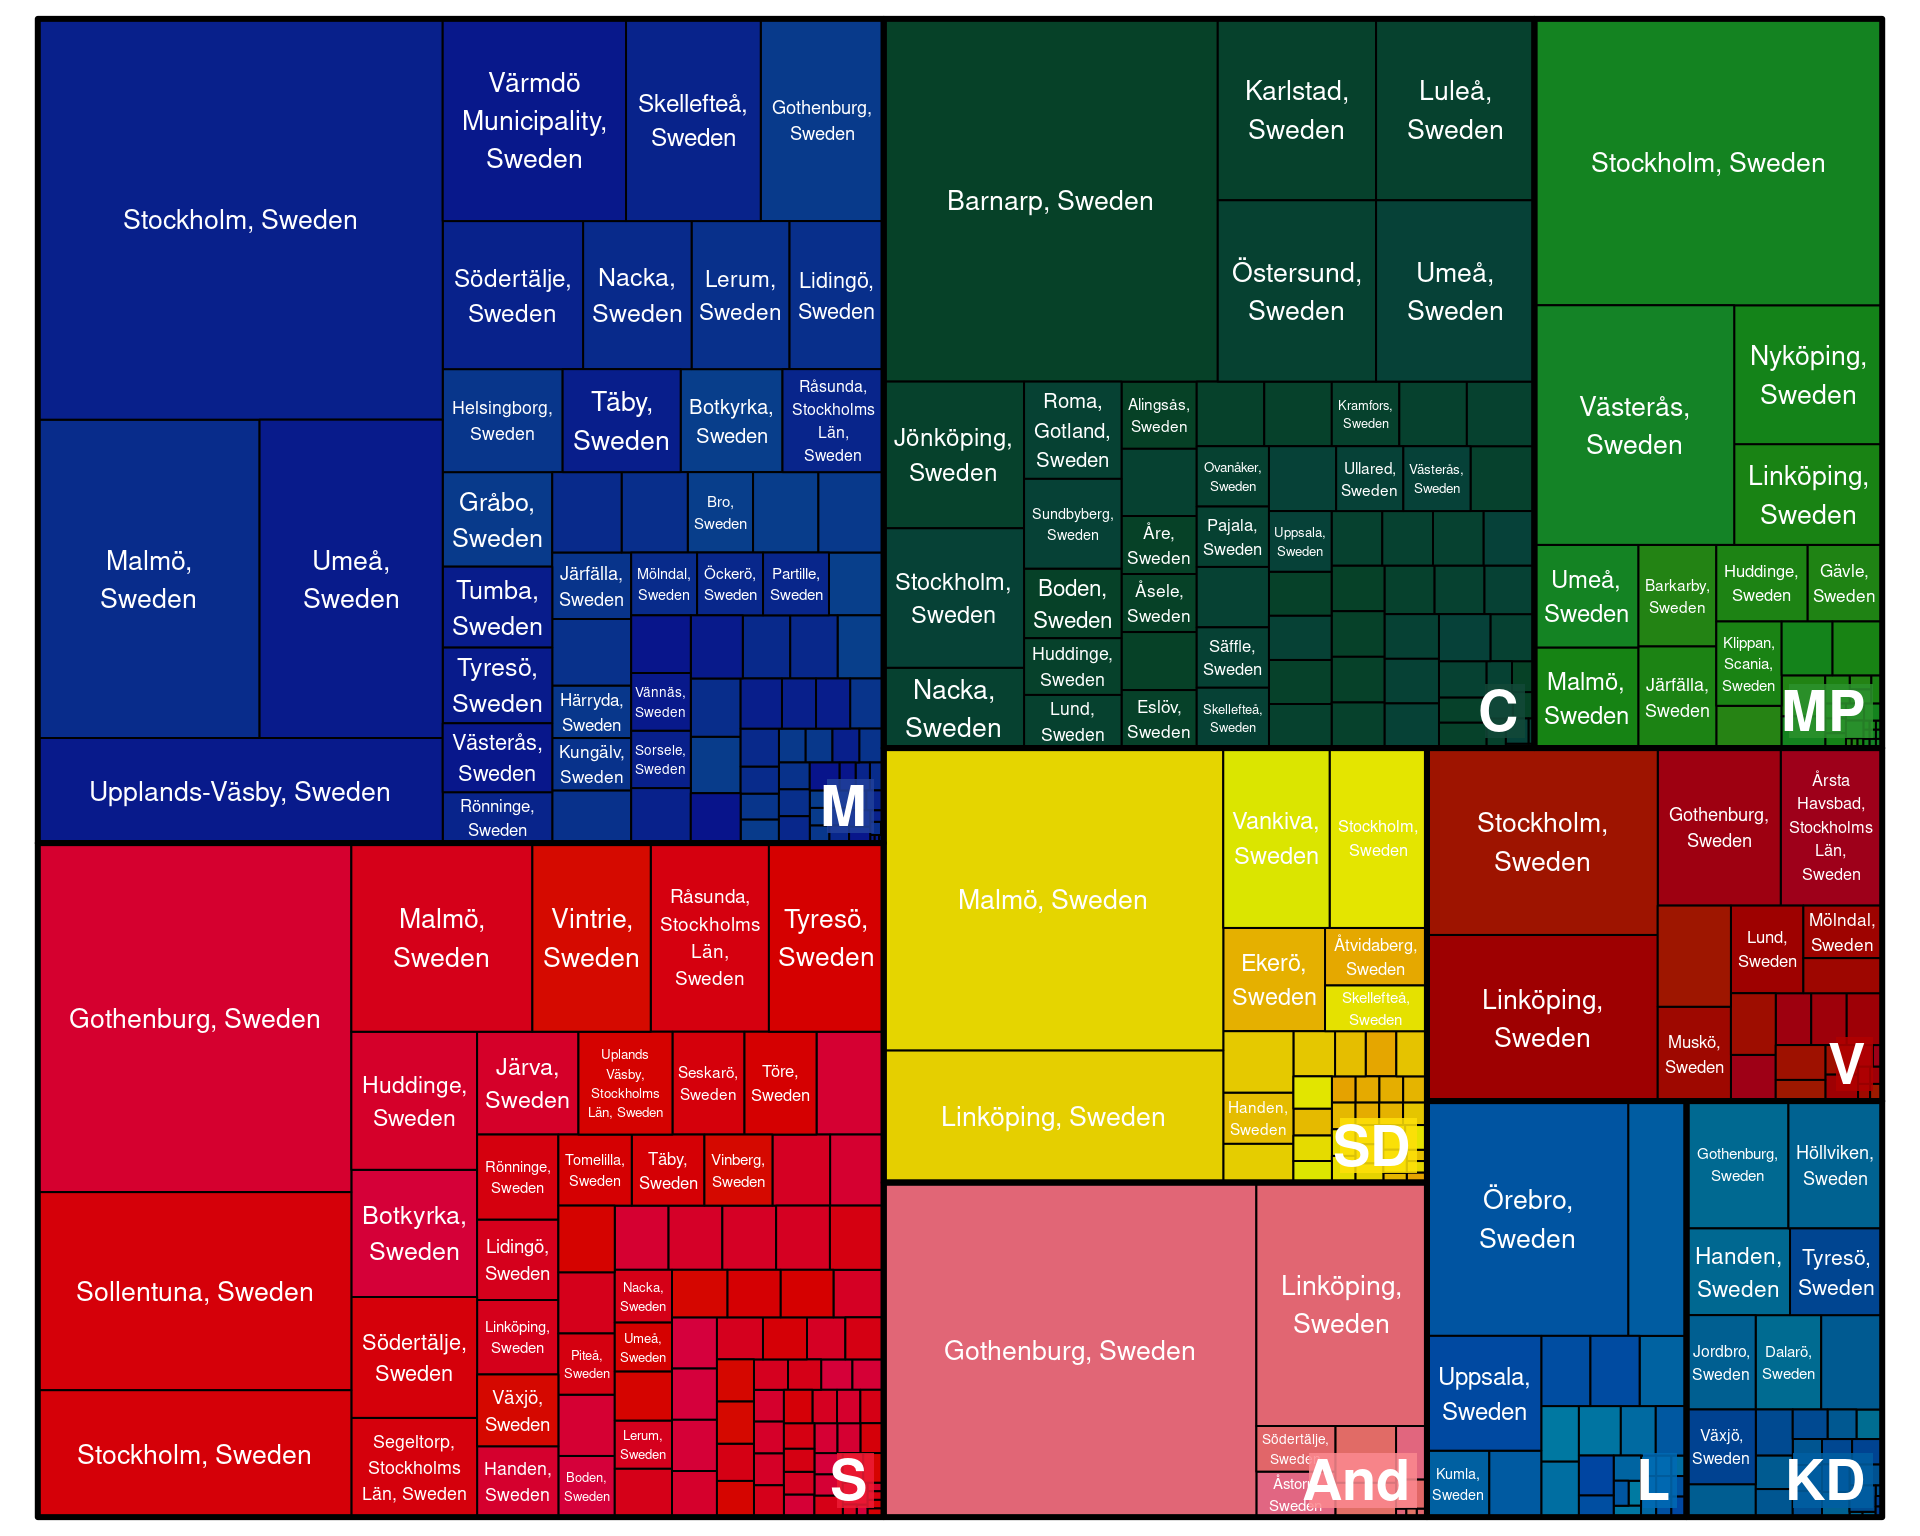 Stockholm, Sweden
Värmdö
Municipality,
Sweden
Skellefteå,
Sweden
Gothenburg,
Sweden
Södertälje,
Sweden
Nacka,
Sweden
Lerum,
Sweden
Lidingö,
Sweden
Helsingborg,
Sweden
Täby,
Sweden
Botkyrka,
Sweden
Råsunda,
Stockholms
Län,
Sweden
Malmö,
Sweden
Umeå,
Sweden
Upplands-Väsby, Sweden
Gråbo,
Sweden
Bro,
Sweden
Tumba,
Sweden
Järfälla,
Sweden
Mölndal,
Sweden
Öckerö,
Sweden
Partille,
Sweden
Tyresö,
Sweden
Härryda,
Sweden
Vännäs,
Sweden
Västerås,
Sweden
Kungälv,
Sweden
Sorsele,
Sweden
Rönninge,
Sweden
M
Barnarp, Sweden
Karlstad,
Sweden
Luleå,
Sweden
Östersund,
Sweden
Umeå,
Sweden
Jönköping,
Sweden
Roma,
Gotland,
Sweden
Alingsås,
Sweden
Kramfors,
Sweden
Sundbyberg,
Sweden
Ovanåker,
Sweden
Ullared,
Sweden
Västerås,
Sweden
Stockholm,
Sweden
Åre,
Sweden
Pajala,
Sweden
Uppsala,
Sweden
Boden,
Sweden
Åsele,
Sweden
Huddinge,
Sweden
Säffle,
Sweden
Nacka,
Sweden
Lund,
Sweden
Eslöv,
Sweden
Skellefteå,
Sweden
C
Stockholm, Sweden
Västerås,
Sweden
Nyköping,
Sweden
Linköping,
Sweden
Umeå,
Sweden
Barkarby,
Sweden
Huddinge,
Sweden
Gävle,
Sweden
Malmö,
Sweden
Järfälla,
Sweden
Klippan,
Scania,
Sweden
MP
Gothenburg, Sweden
Malmö,
Sweden
Vintrie,
Sweden
Råsunda,
Stockholms
Län,
Sweden
Tyresö,
Sweden
Huddinge,
Sweden
Järva,
Sweden
Uplands
Väsby,
Stockholms
Län, Sweden
Seskarö,
Sweden
Töre,
Sweden
Rönninge,
Sweden
Tomelilla,
Sweden
Täby,
Sweden
Vinberg,
Sweden
Botkyrka,
Sweden
Lidingö,
Sweden
Sollentuna, Sweden
Nacka,
Sweden
Södertälje,
Sweden
Linköping,
Sweden
Piteå,
Sweden
Umeå,
Sweden
Växjö,
Sweden
Stockholm, Sweden
Segeltorp,
Stockholms
Län, Sweden
Handen,
Sweden
Lerum,
Sweden
Boden,
Sweden
S
Malmö, Sweden
Vankiva,
Sweden
Stockholm,
Sweden
Ekerö,
Sweden
Åtvidaberg,
Sweden
Skellefteå,
Sweden
Linköping, Sweden
Handen,
Sweden
SD
Gothenburg, Sweden
Linköping,
Sweden
Södertälje,
Swede
Åstor
Sweden
And
Stockholm,
Sweden
Gothenburg,
Sweden
Årsta
Havsbad,
Stockholms
Län,
Sweden
Linköping,
Sweden
Lund,
Sweden
Mölndal,
Sweden
Muskö,
Sweden
V
Örebro,
Sweden
Uppsala,
Sweden
Kumla,
Sweden
L
Gothenburg,
Sweden
Höllviken,
Sweden
Handen,
Sweden
Tyresö,
Sweden
Jordbro,
Sweden
Dalarö,
Sweden
Växjö,
Sweden
KD